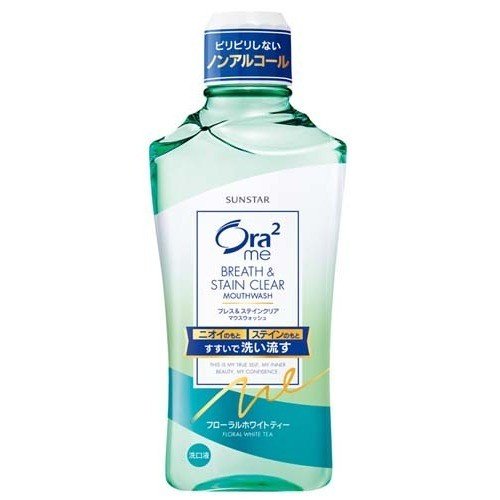 ピリピリしない
ノンアルコール
SUNSTAR
Ora2
me
BREATH &
STAIN CLEAR
MOUTHWASH
ブレス&ステインクリア
マウスウォッシュ
ニオイのもと ステインのもと
すすいで洗い流す
THIS IS MY TRUE SELF, MY INNER
BEAUTY, MY CONFIDENCE
me
フローラルホワイトティー
FLORAL WHITE TEA
洗口液